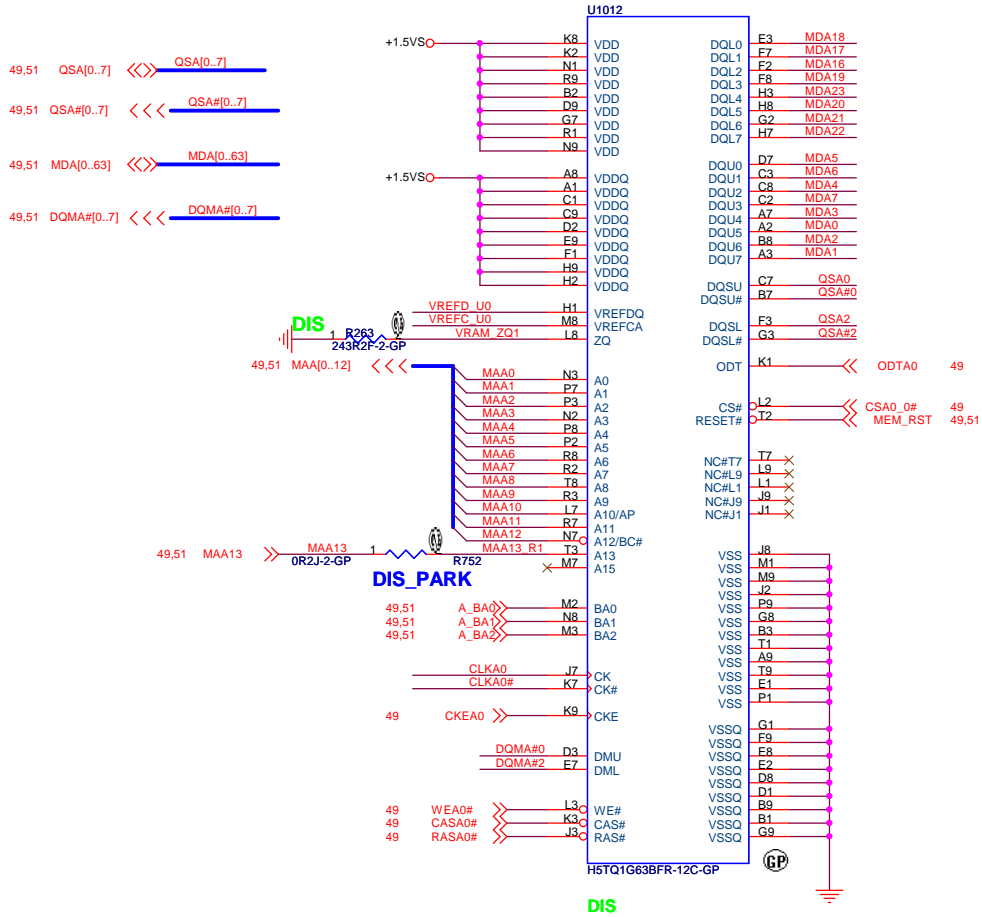 U1012
49,51 QSA[0..7] QSA[0..7]
49,51 QSA#[0..7] QSA#[0..7]
49,51 MDA[0..63] MDA[0..63]
49,51 DQMA#[0..7] DQMA#[0..7]
+1.5VS K8 VDD
K2 VDD
N1 VDD
R9 VDD
B2 VDD
D9 VDD
G7 VDD
R1 VDD
N9 VDD
+1.5VS A8 VDDQ
A1 VDDQ
C1 VDDQ
C9 VDDQ
D2 VDDQ
E9 VDDQ
F1 VDDQ
H9 VDDQ
H2 VDDQ
VREFD_U0 H1 VREFDQ
VREFC_U0 M8 VREFCA
VRAM_ZQ1 L8 ZQ
DIS
1 R263 2
243R2F-2-GP
49,51 MAA[0..12]
MAA0 N3 A0
MAA1 P7 A1
MAA2 P3 A2
MAA3 N2 A3
MAA4 P8 A4
MAA5 P2 A5
MAA6 R8 A6
MAA7 R2 A7
MAA8 T8 A8
MAA9 R3 A9
MAA10 L7 A10/AP
MAA11 R7 A11
MAA12 N7 A12/BC#
49,51 MAA13 MAA13 1 MAA13_R1 T3 A13
0R2J-2-GP R752
M7 A15
DIS_PARK
49,51 A_BA0 M2 BA0
49,51 A_BA1 N8 BA1
49,51 A_BA2 M3 BA2
CLKA0 J7 CK
CLKA0# K7 CK#
49 CKEA0 K9 CKE
DQMA#0 D3 DMU
DQMA#2 E7 DML
49 WEA0# L3 WE#
49 CASA0# K3 CAS#
49 RASA0# J3 RAS#
DQL0 E3 MDA18
DQL1 F7 MDA17
DQL2 F2 MDA16
DQL3 F8 MDA19
DQL4 H3 MDA23
DQL5 H8 MDA20
DQL6 G2 MDA21
DQL7 H7 MDA22
DQU0 D7 MDA5
DQU1 C3 MDA6
DQU2 C8 MDA4
DQU3 C2 MDA7
DQU4 A7 MDA3
DQU5 A2 MDA0
DQU6 B8 MDA2
DQU7 A3 MDA1
DQSU C7 QSA0
DQSU# B7 QSA#0
DQSL F3 QSA2
DQSL# G3 QSA#2
ODT K1 ODTA0 49
CS# L2 CSA0_0# 49
RESET# T2 MEM_RST 49,51
NC#T7 T7
NC#L9 L9
NC#L1 L1
NC#J9 J9
NC#J1 J1
VSS J8
VSS M1
VSS M9
VSS J2
VSS P9
VSS G8
VSS B3
VSS T1
VSS A9
VSS T9
VSS E1
VSS P1
VSSQ G1
VSSQ F9
VSSQ E8
VSSQ E2
VSSQ D8
VSSQ D1
VSSQ B9
VSSQ B1
VSSQ G9
H5TQ1G63BFR-12C-GP
GP
DIS